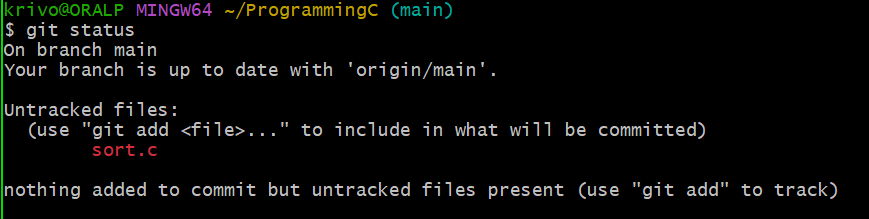 krivo@ORALP MINGW64 ~/ProgrammingC (main)
$ git status
On branch main
Your branch is up to date with 'origin/main'.
Untracked files:
(use "git add <file>..." to include in what will be committed)
sort.c
nothing added to commit but untracked files present (use "git add" to track)